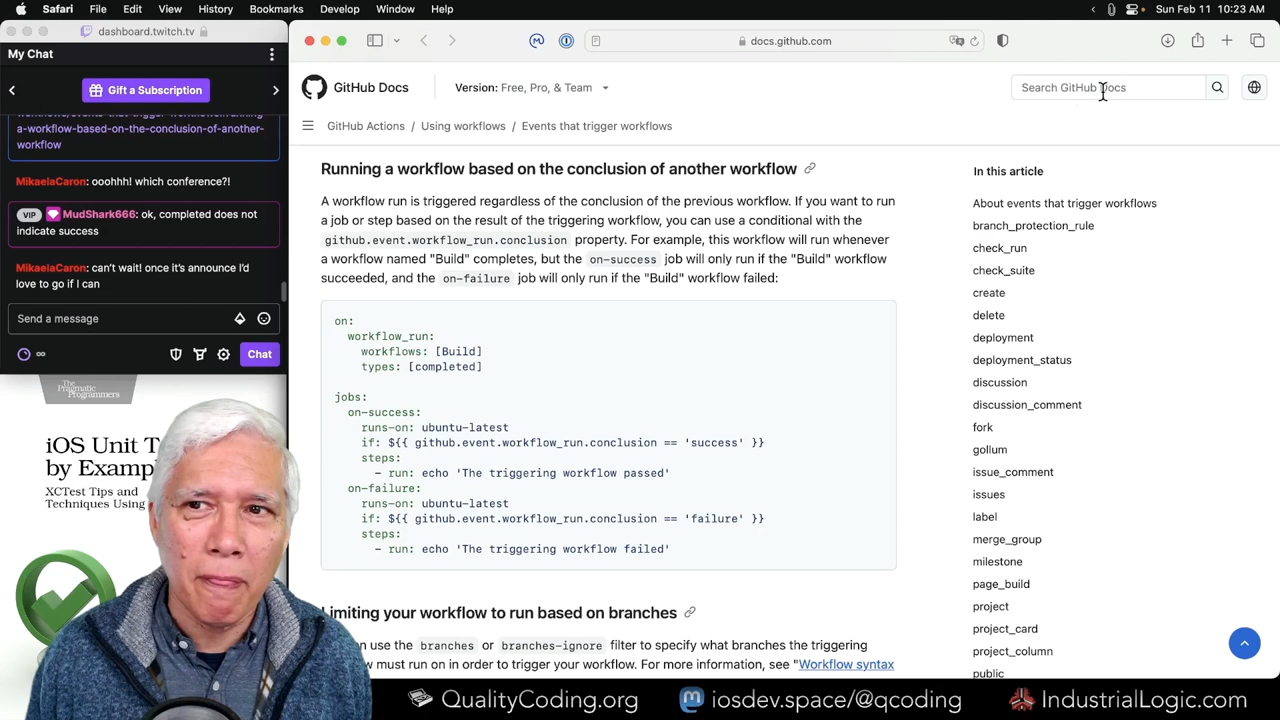 Safari File Edit View History Bookmarks Develop Window Help
Sun Feb 11 10:23 AM
dashboard.twitch.tv
My Chat
Gift a Subscription
a-workflow-based-on-the-conclusion-of-another-
workflow
MikaelaCaron: ooohhh! which conference?!
VIP MudShark666: ok, completed does not
indicate success
MikaelaCaron: can't wait! once it's announce I'd
love to go if I can
Send a message
Chat
The
Pragmatic
Programmers
iOS Unit T
by Examp
XCTest Tips and
Techniques Using
docs.github.com
GitHub Docs
Version: Free, Pro, & Team
Search GitHub Docs
GitHub Actions / Using workflows / Events that trigger workflows
Running a workflow based on the conclusion of another workflow
A workflow run is triggered regardless of the conclusion of the previous workflow. If you want to run
a job or step based on the result of the triggering workflow, you can use a conditional with the
github.event.workflow_run.conclusion property. For example, this workflow will run whenever
a workflow named "Build" completes, but the on-success job will only run if the "Build" workflow
succeeded, and the on-failure job will only run if the "Build" workflow failed:
on:
workflow_run:
workflows: [Build]
types: [completed]
jobs:
on-success:
runs-on: ubuntu-latest
if: ${{ github.event.workflow_run.conclusion == 'success' }}
steps:
- run: echo 'The triggering workflow passed'
on-failure:
runs-on: ubuntu-latest
if: ${{ github.event.workflow_run.conclusion == 'failure' }}
steps:
- run: echo 'The triggering workflow failed'
Limiting your workflow to run based on branches
use the branches or branches-ignore filter to specify what branches the triggering
must run on in order to trigger your workflow. For more information, see "Workflow syntax
In this article
About events that trigger workflows
branch_protection_rule
check_run
check_suite
create
delete
deployment
deployment_status
discussion
discussion_comment
fork
gollum
issue_comment
issues
label
merge_group
milestone
page_build
project
project_card
project_column
public
QualityCoding.org
iosdev.space/@qcoding
IndustrialLogic.com